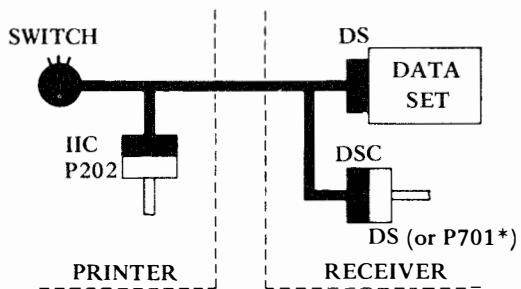 SWITCH
DS
DATA
SET
IIC
P202
DSC
DS (or P701*)
PRINTER
RECEIVER